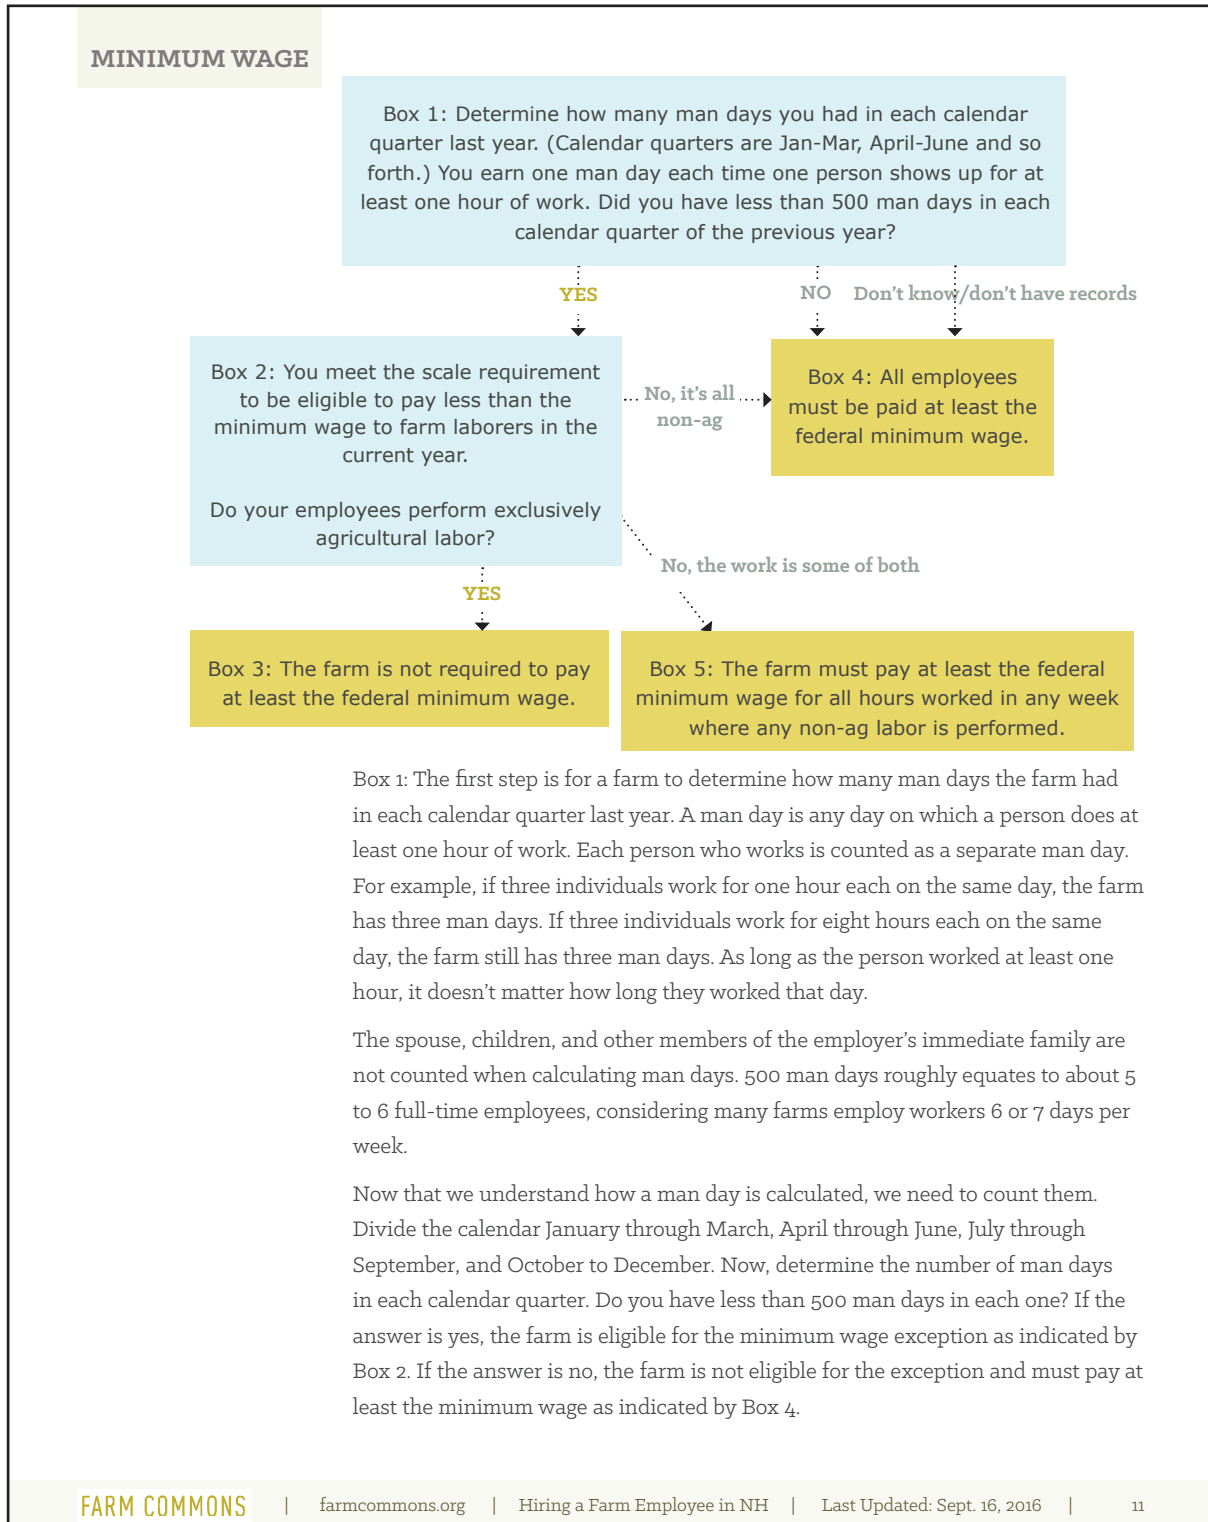 MINIMUM WAGE
Box 1: Determine how many man days you had in each calendar
quarter last year. (Calendar quarters are Jan-Mar, April-June and so
forth.) You earn one man day each time one person shows up for at
least one hour of work. Did you have less than 500 man days in each
calendar quarter of the previous year?
YES
NO
Don't know/don't have records
Box 2: You meet the scale requirement
to be eligible to pay less than the
minimum wage to farm laborers in the
current year.
Do your employees perform exclusively
agricultural labor?
No, it's all
non-ag
Box 4: All employees
must be paid at least the
federal minimum wage.
No, the work is some of both
YES
Box 3: The farm is not required to pay
at least the federal minimum wage.
Box 5: The farm must pay at least the federal
minimum wage for all hours worked in any week
where any non-ag labor is performed.
Box 1: The first step is for a farm to determine how many man days the farm had
in each calendar quarter last year. A man day is any day on which a person does at
least one hour of work. Each person who works is counted as a separate man day.
For example, if three individuals work for one hour each on the same day, the farm
has three man days. If three individuals work for eight hours each on the same
day, the farm still has three man days. As long as the person worked at least one
hour, it doesn't matter how long they worked that day.
The spouse, children, and other members of the employer's immediate family are
not counted when calculating man days. 500 man days roughly equates to about 5
to 6 full-time employees, considering many farms employ workers 6 or 7 days per
week.
Now that we understand how a man day is calculated, we need to count them.
Divide the calendar January through March, April through June, July through
September, and October to December. Now, determine the number of man days
in each calendar quarter. Do you have less than 500 man days in each one? If the
answer is yes, the farm is eligible for the minimum wage exception as indicated by
Box 2. If the answer is no, the farm is not eligible for the exception and must pay at
least the minimum wage as indicated by Box 4.
FARM COMMONS | farmcommons.org | Hiring a Farm Employee in NH | Last Updated: Sept. 16, 2016 | 11